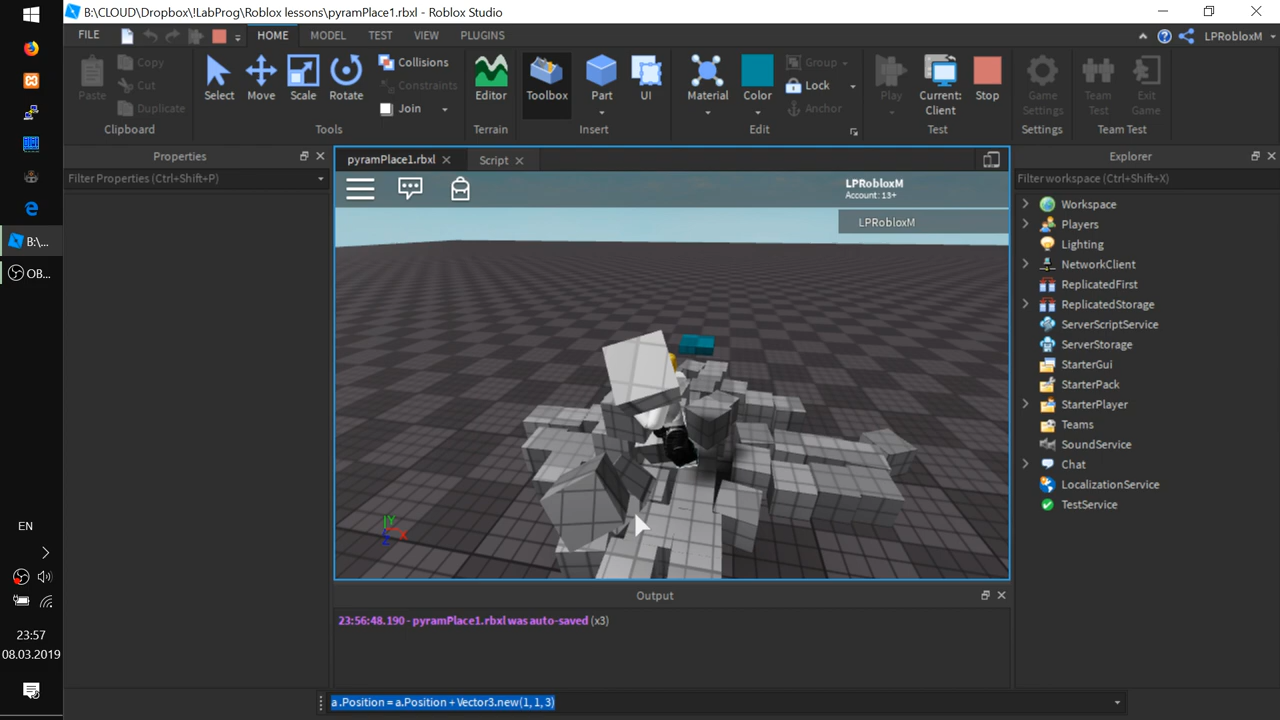 B:\CLOUD\Dropbox\!LabProg\Roblox lessons\pyramPlace1.rbxl - Roblox Studio
FILE
HOME
MODEL
TEST
VIEW
PLUGINS
LPRobloxM
Paste
Copy
Cut
Duplicate
Clipboard
Select
Move
Scale
Rotate
Collisions
Constraints
Join
Tools
Editor
Terrain
Toolbox
Part
UI
Insert
Material
Color
Group
Lock
Anchor
Edit
Play
Current:
Client
Stop
Test
Game
Settings
Settings
Team
Test
Exit
Game
Team Test
Properties
Filter Properties (Ctrl+Shift+P)
pyramPlace1.rbxl
Script
LPRobloxM
Account: 13+
LPRobloxM
Y
X
Z
Explorer
Filter workspace (Ctrl+Shift+X)
Workspace
Players
Lighting
NetworkClient
ReplicatedFirst
ReplicatedStorage
ServerScriptService
ServerStorage
StarterGui
StarterPack
StarterPlayer
Teams
SoundService
Chat
LocalizationService
TestService
Output
23:56:48.190 - pyramPlace1.rbxl was auto-saved (x3)
a .Position = a.Position + Vector3.new(1, 1, 3)
B:\...
OB...
EN
23:57
08.03.2019